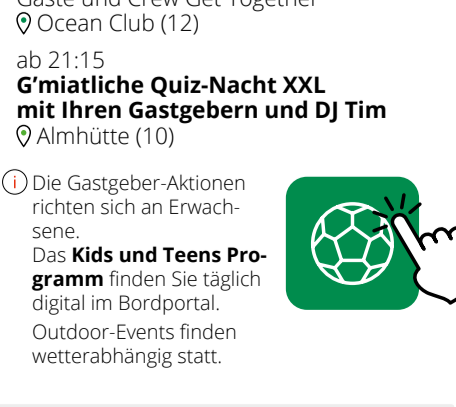 Gäste und Crew Get Together
Ocean Club (12)
ab 21:15
G’miatliche Quiz-Nacht XXL
mit Ihren Gastgebern und DJ Tim
Almhütte (10)
i Die Gastgeber-Aktionen
richten sich an Erwach-
sene.
Das Kids und Teens Pro-
gramm finden Sie täglich
digital im Bordportal.
Outdoor-Events finden
wetterabhängig statt.